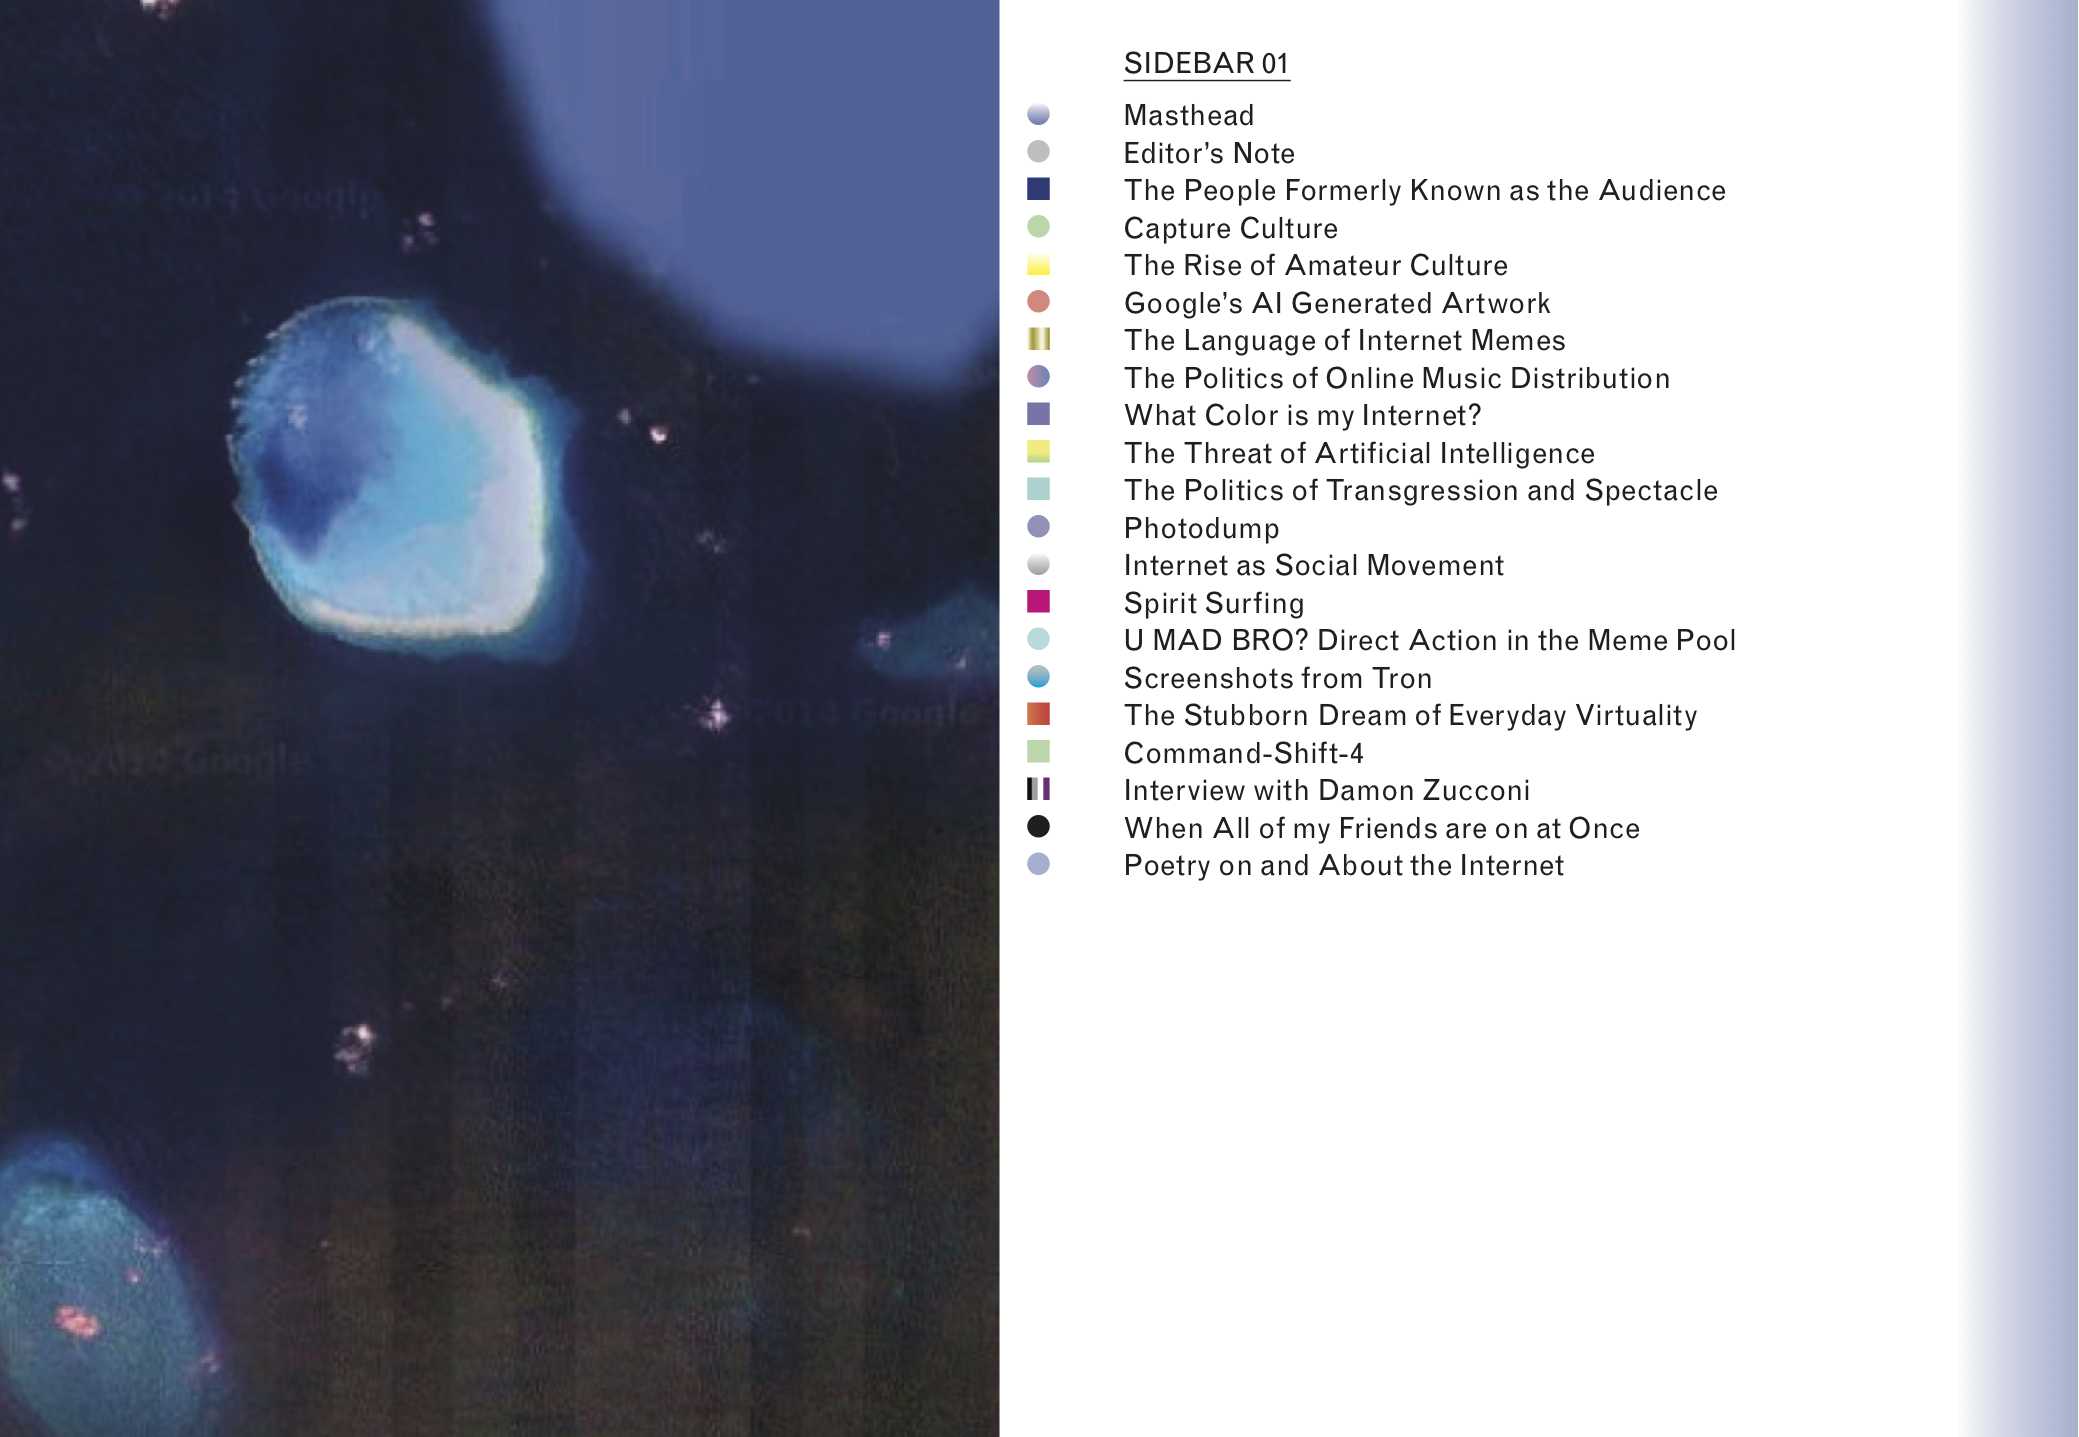 © 2014 Google
2014 Google
© 2014 Google
SIDEBAR 01
Masthead
Editor's Note
The People Formerly Known as the Audience
Capture Culture
The Rise of Amateur Culture
Google's AI Generated Artwork
The Language of Internet Memes
The Politics of Online Music Distribution
What Color is my Internet?
The Threat of Artificial Intelligence
The Politics of Transgression and Spectacle
Photodump
Internet as Social Movement
Spirit Surfing
U MAD BRO? Direct Action in the Meme Pool
Screenshots from Tron
The Stubborn Dream of Everyday Virtuality
Command-Shift-4
Interview with Damon Zucconi
When All of my Friends are on at Once
Poetry on and About the Internet